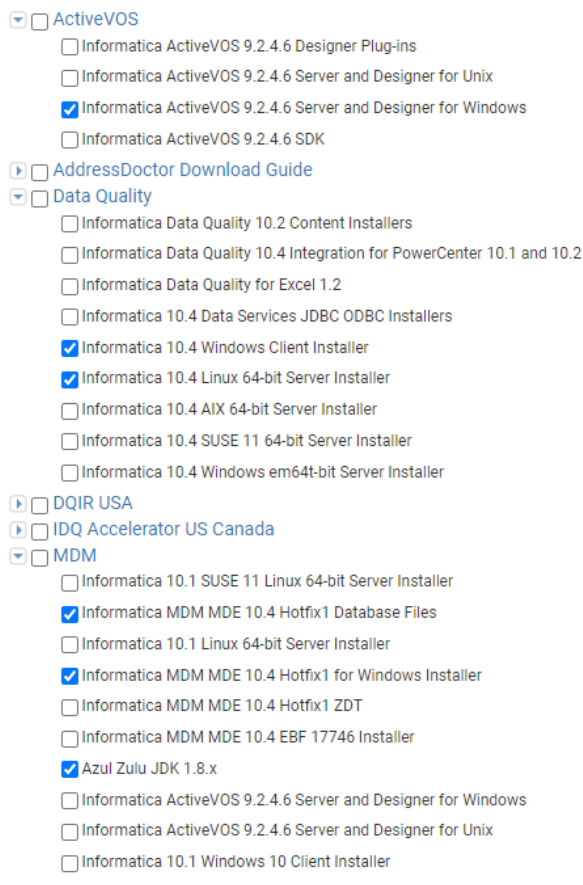 ActiveVOS
Informatica ActiveVOS 9.2.4.6 Designer Plug-ins
Informatica ActiveVOS 9.2.4.6 Server and Designer for Unix
Informatica ActiveVOS 9.2.4.6 Server and Designer for Windows
Informatica ActiveVOS 9.2.4.6 SDK
AddressDoctor Download Guide
Data Quality
Informatica Data Quality 10.2 Content Installers
Informatica Data Quality 10.4 Integration for PowerCenter 10.1 and 10.2
Informatica Data Quality for Excel 1.2
Informatica 10.4 Data Services JDBC ODBC Installers
Informatica 10.4 Windows Client Installer
Informatica 10.4 Linux 64-bit Server Installer
Informatica 10.4 AIX 64-bit Server Installer
Informatica 10.4 SUSE 11 64-bit Server Installer
Informatica 10.4 Windows em64t-bit Server Installer
DQIR USA
IDQ Accelerator US Canada
MDM
Informatica 10.1 SUSE 11 Linux 64-bit Server Installer
Informatica MDM MDE 10.4 Hotfix1 Database Files
Informatica 10.1 Linux 64-bit Server Installer
Informatica MDM MDE 10.4 Hotfix1 for Windows Installer
Informatica MDM MDE 10.4 Hotfix1 ZDT
Informatica MDM MDE 10.4 EBF 17746 Installer
Azul Zulu JDK 1.8.x
Informatica ActiveVOS 9.2.4.6 Server and Designer for Windows
Informatica ActiveVOS 9.2.4.6 Server and Designer for Unix
Informatica 10.1 Windows 10 Client Installer